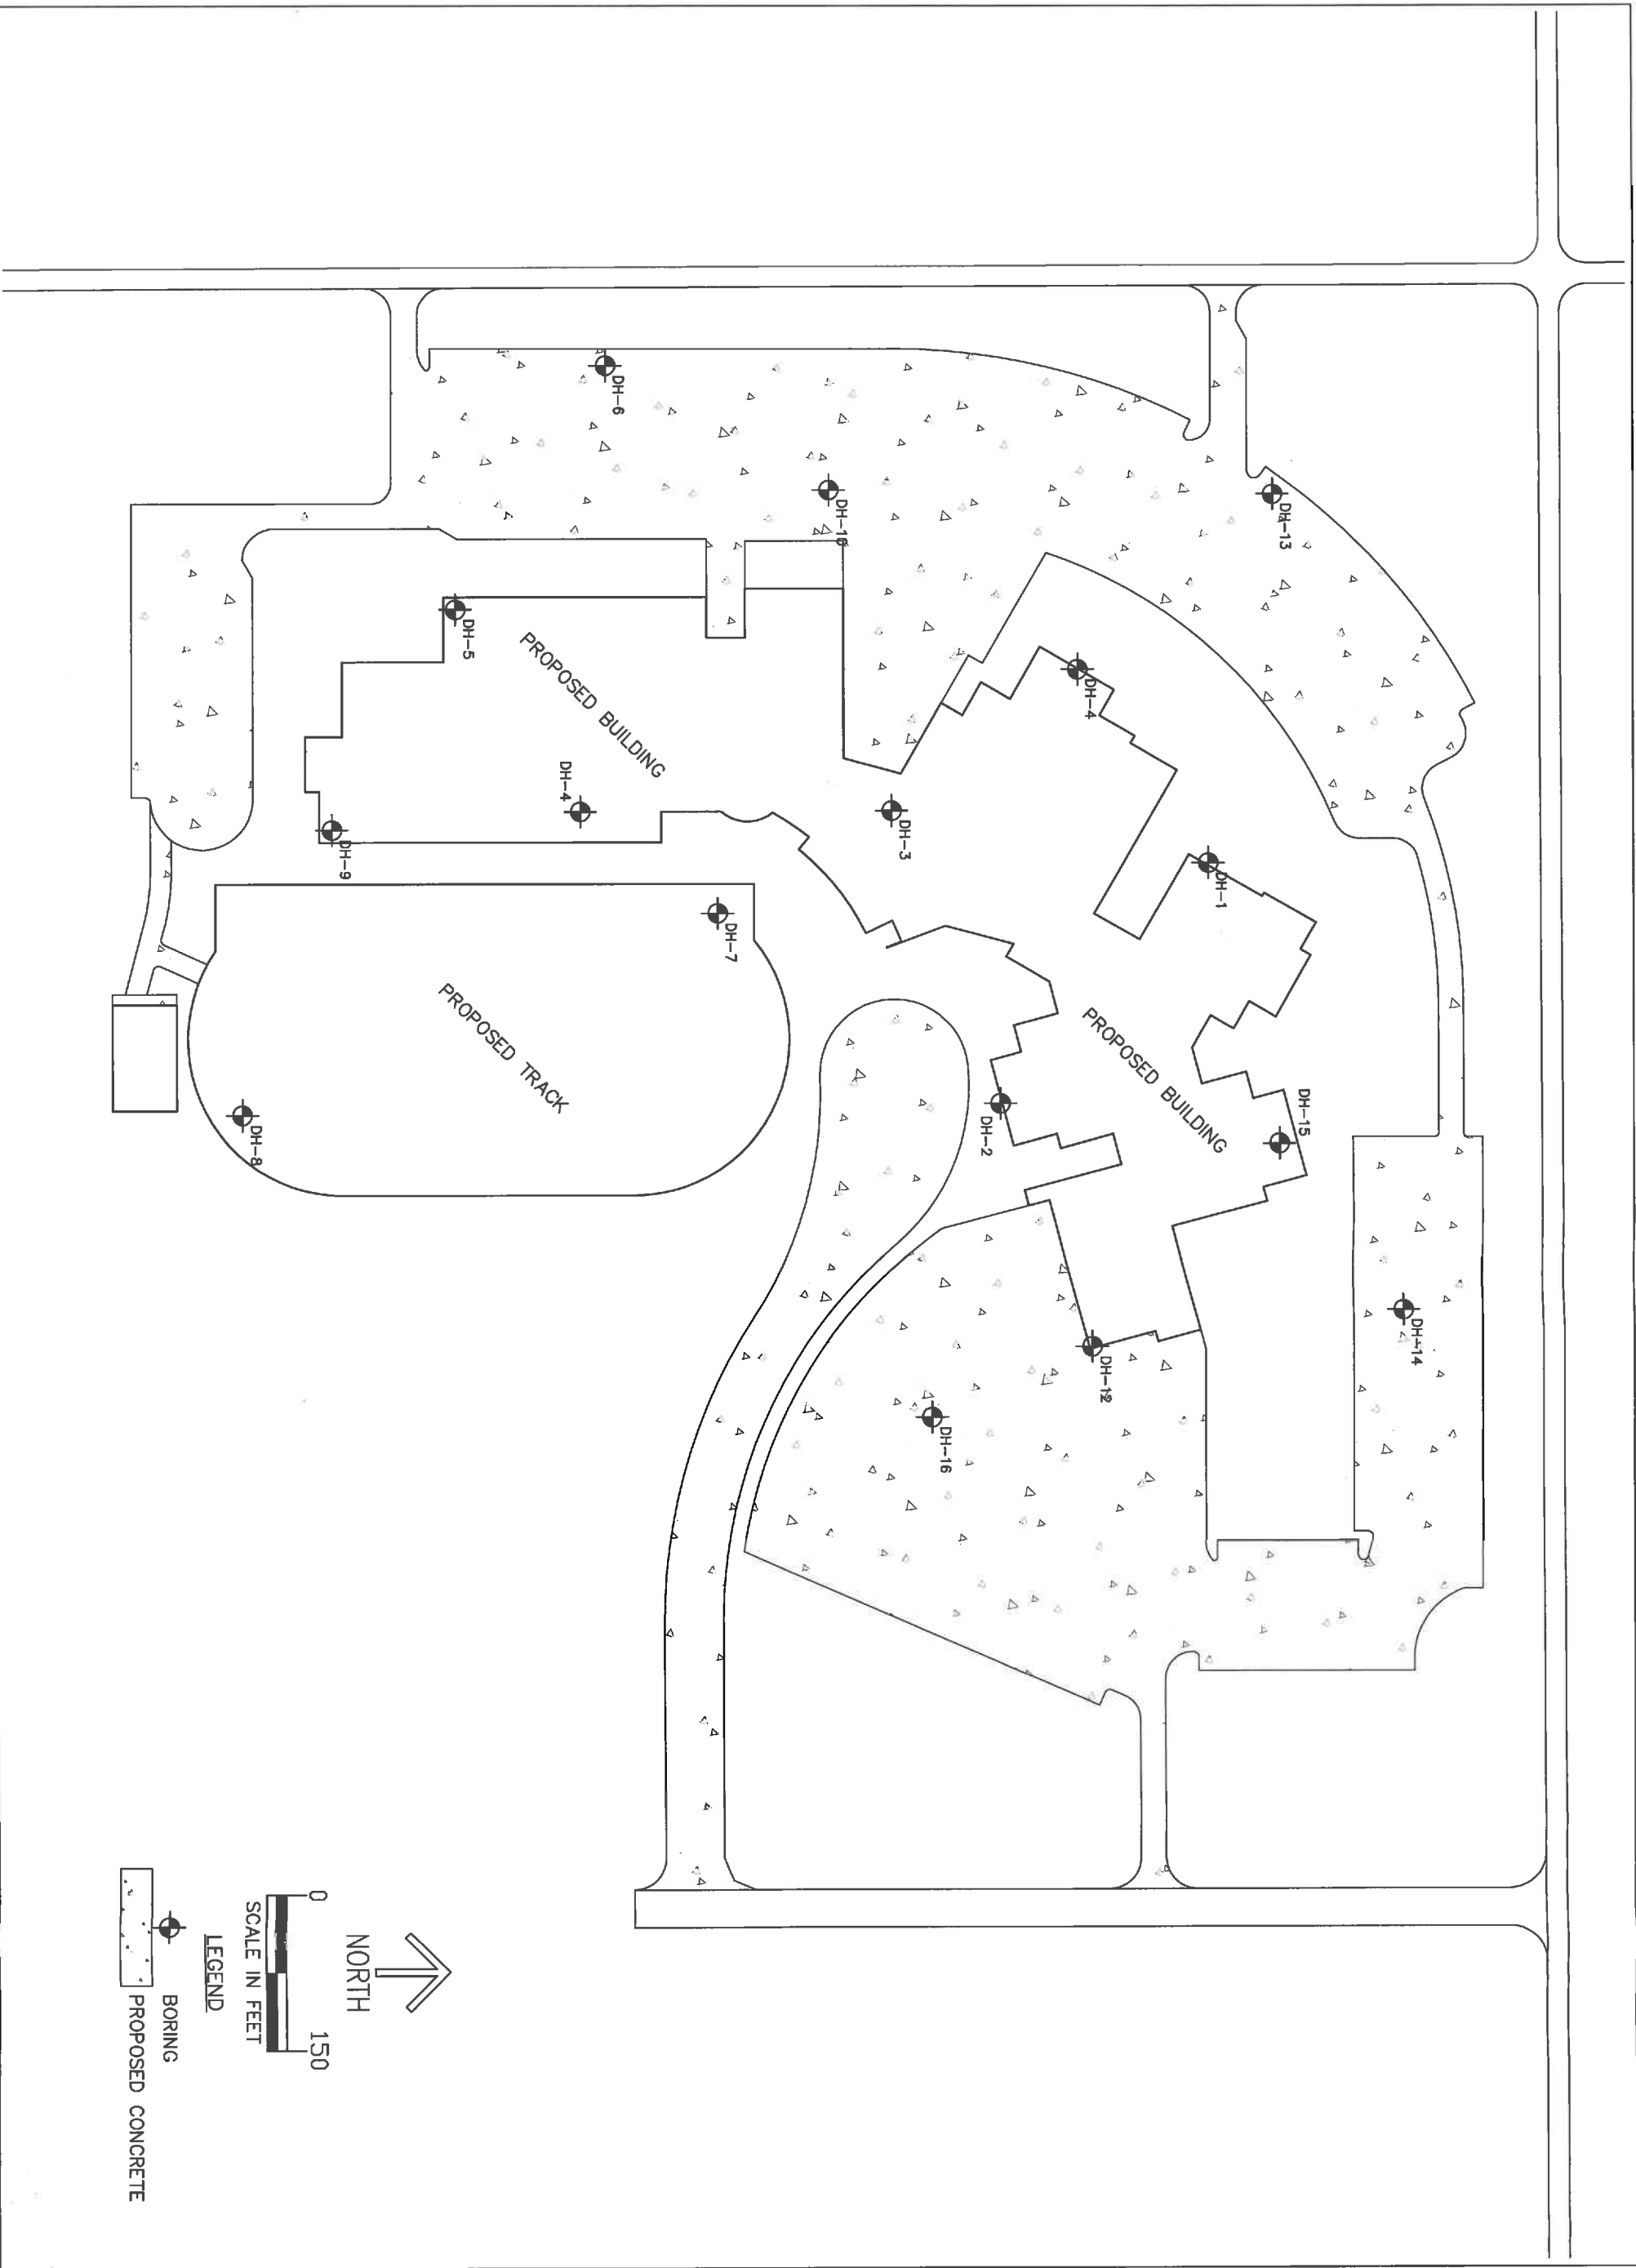 DH-13
DH-14
DH-15
DH-1
DH-4
PROPOSED BUILDING
DH-12
DH-2
DH-16
DH-3
DH-10
DH-7
DH-6
PROPOSED BUILDING
DH-4
DH-5
PROPOSED TRACK
DH-9
DH-8
NORTH
0 150
SCALE IN FEET
LEGEND
BORING
PROPOSED CONCRETE